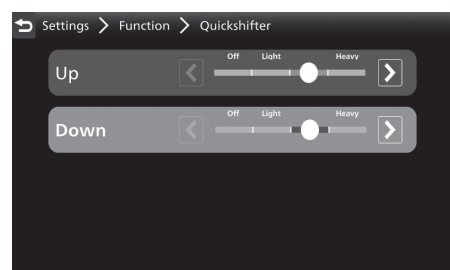 Settings > Function > Quickshifter
Off Light Heavy
Up
Off Light Heavy
Down